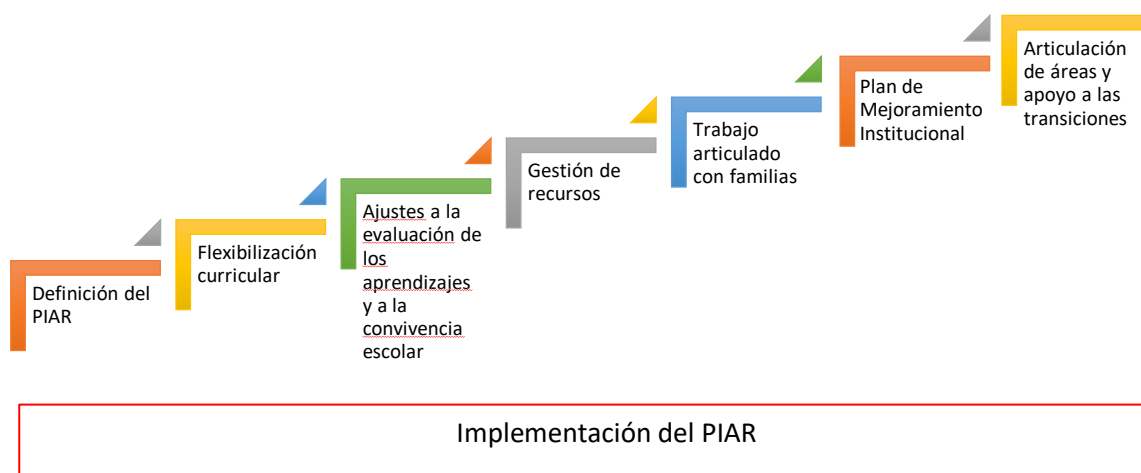 Definición del
PIAR
Flexibilización
curricular
Ajustes a la
evaluación de
los
aprendizajes
y a la
convivencia
escolar
Gestión de
recursos
Trabajo
articulado
con familias
Plan de
Mejoramiento
Institucional
Articulación
de áreas y
apoyo a las
transiciones
Implementación del PIAR